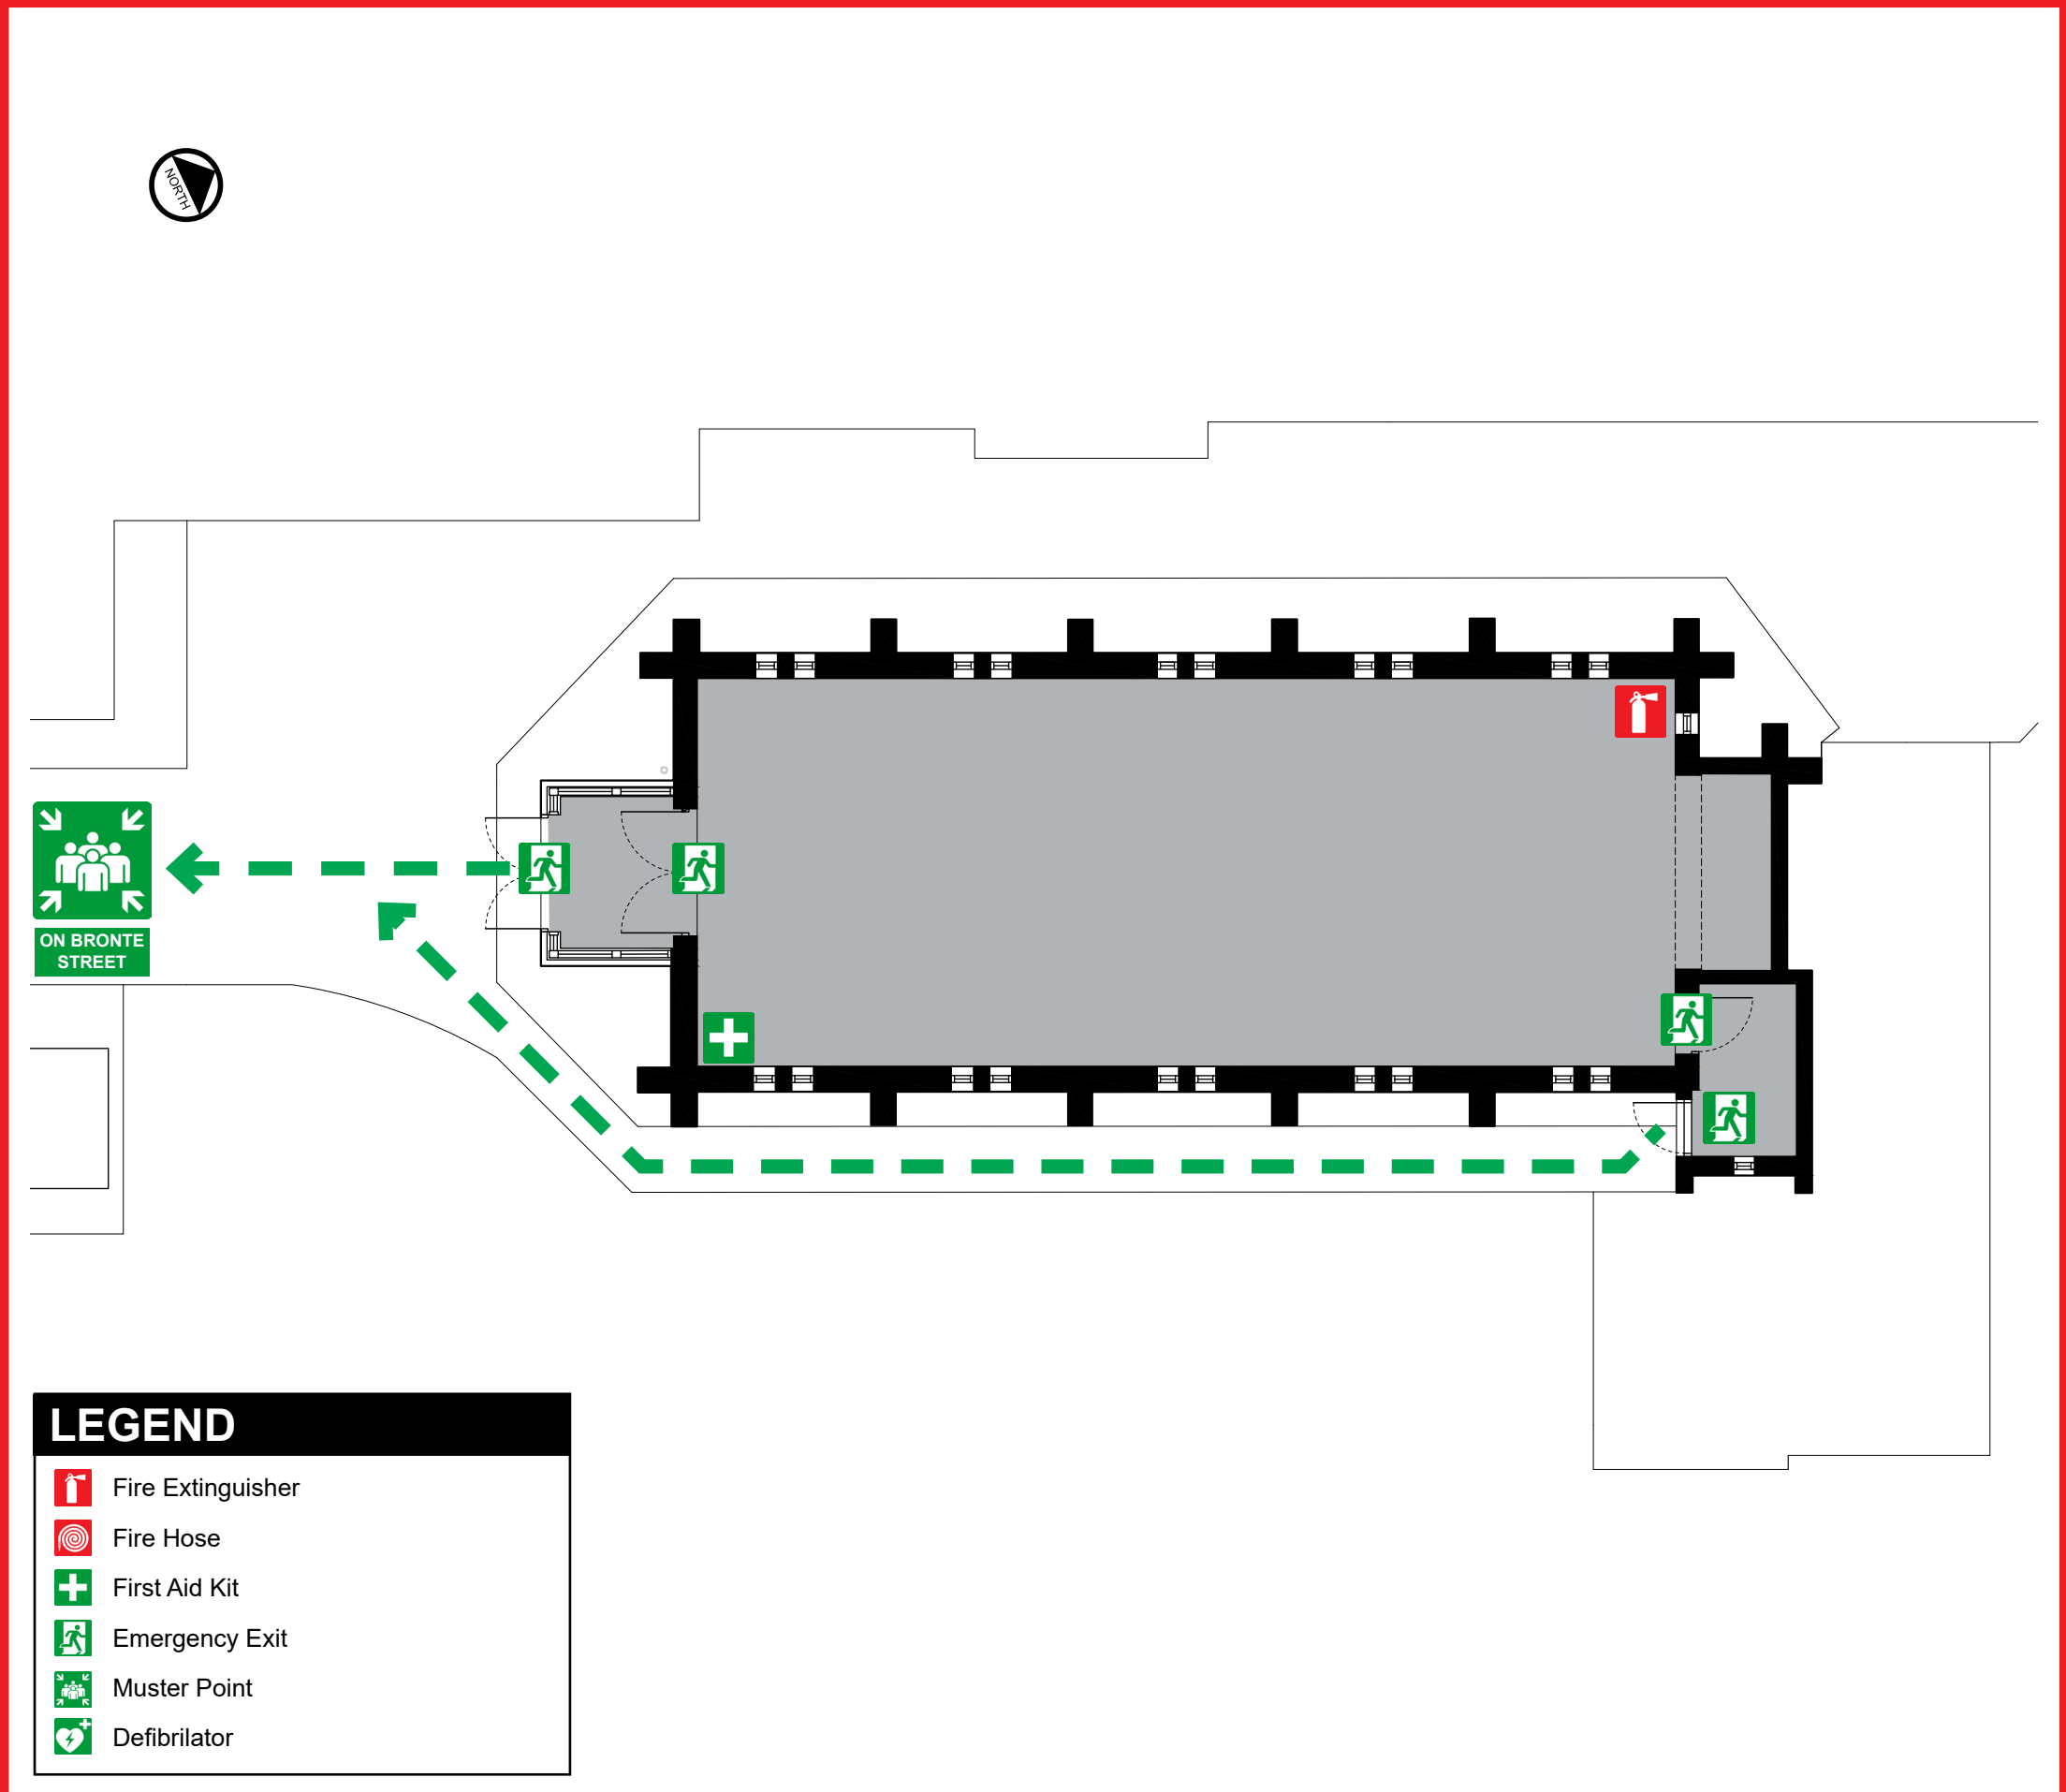 NORTH
ON BRONTE
STREET
LEGEND
Fire Extinguisher
Fire Hose
First Aid Kit
Emergency Exit
Muster Point
Defibrilator